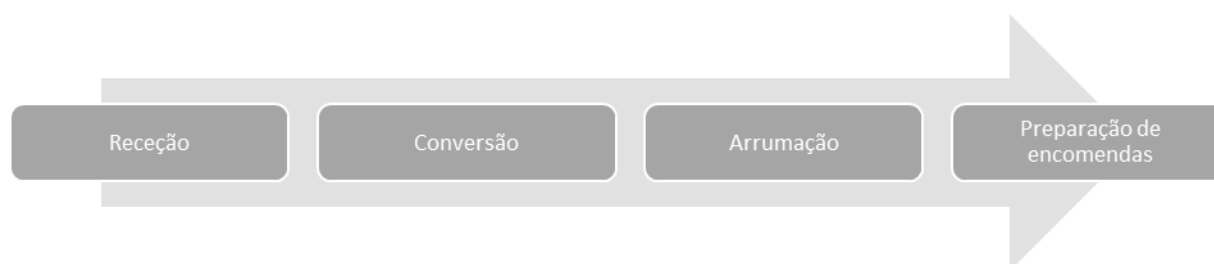 Receção
Conversão
Arrumação
Preparação de
encomendas